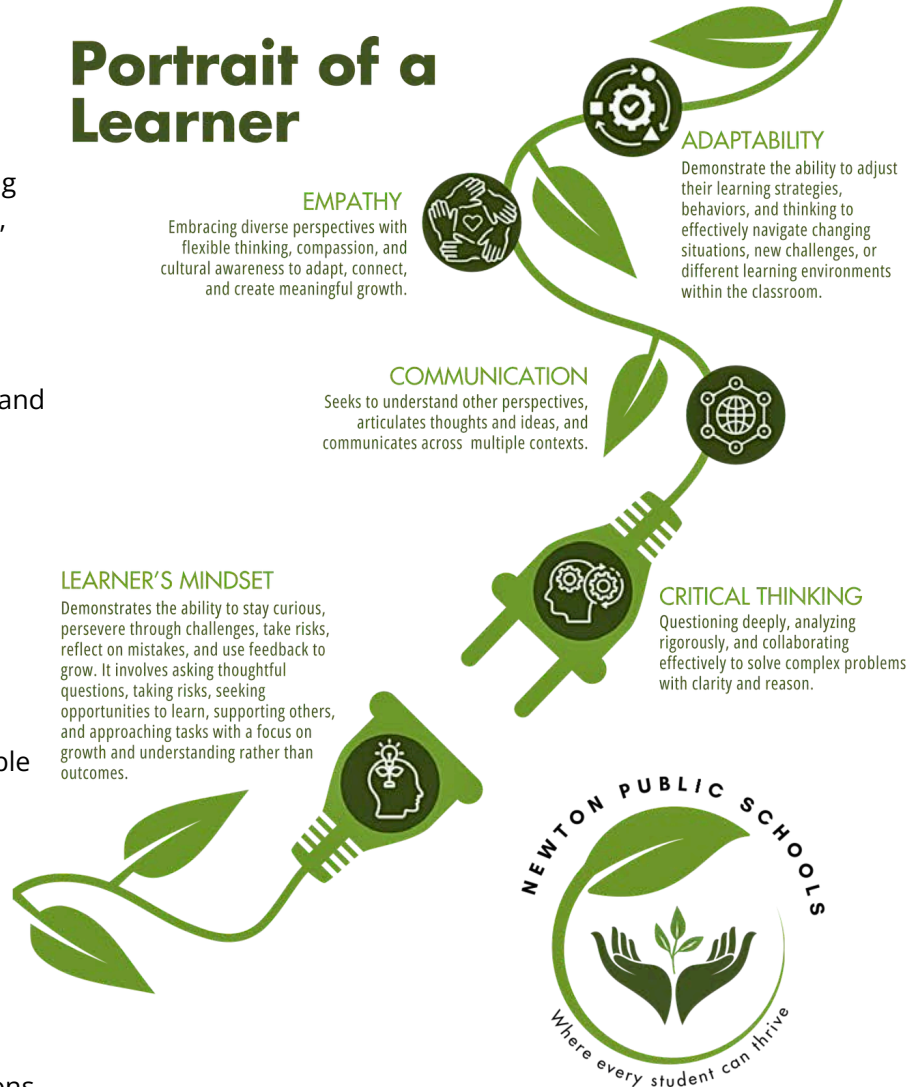 Portrait of a
Learner
g
,
and
ble
ons
ADAPTABILITY
Demonstrate the ability to adjust
their learning strategies,
behaviors, and thinking to
effectively navigate changing
situations, new challenges, or
different learning environments
within the classroom.
EMPATHY
Embracing diverse perspectives with
flexible thinking, compassion, and
cultural awareness to adapt, connect,
and create meaningful growth.
COMMUNICATION
Seeks to understand other perspectives,
articulates thoughts and ideas, and
communicates across multiple contexts.
CRITICAL THINKING
Questioning deeply, analyzing
rigorously, and collaborating
effectively to solve complex problems
with clarity and reason.
LEARNER'S MINDSET
Demonstrates the ability to stay curious,
persevere through challenges, take risks,
reflect on mistakes, and use feedback to
grow. It involves asking thoughtful
questions, taking risks, seeking
opportunities to learn, supporting others,
and approaching tasks with a focus on
growth and understanding rather than
outcomes.
NEWTON PUBLIC SCHOOLS
Where every student can thrive